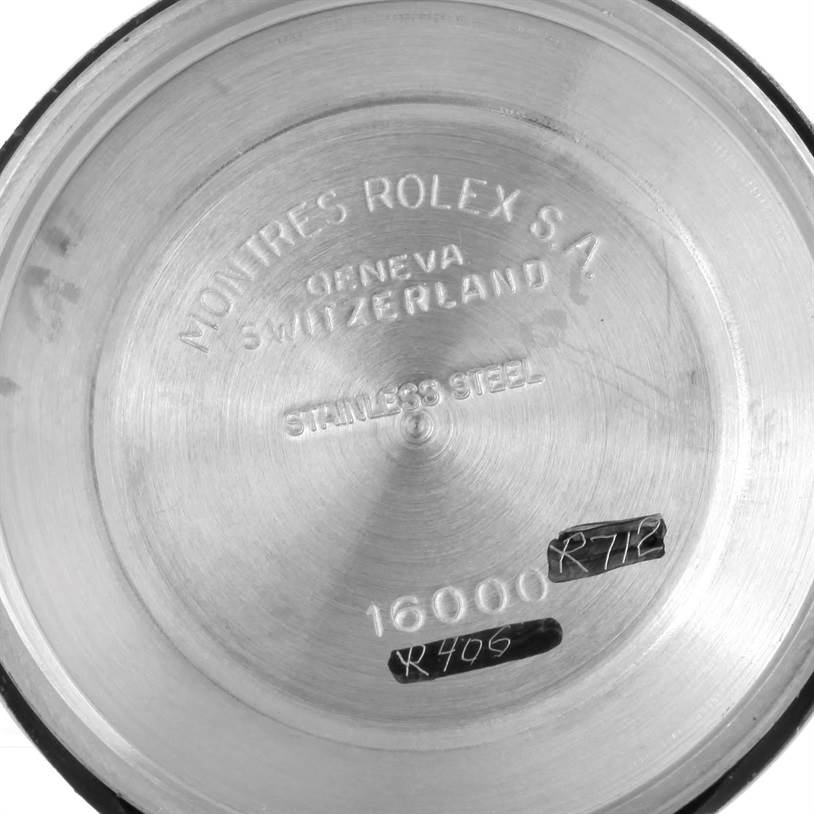 MONTRES ROLEX S.A.
GENEVA
SWITZERLAND
STAINLESS STEEL
R712
16000
R406